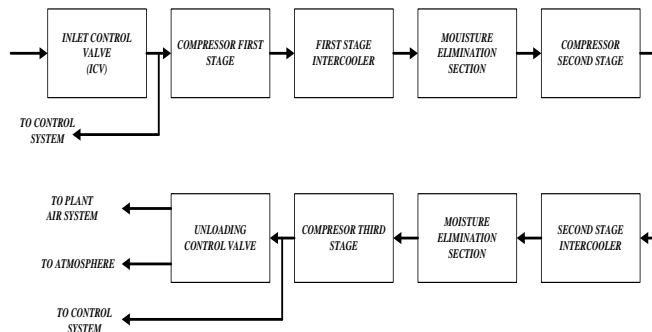 INLET CONTROL
VALVE
(ICV)
COMPRESSOR FIRST
STAGE
FIRST STAGE
INTERCOOLER
MOUISTURE
ELIMINATION
SECTION
COMPRESSOR
SECOND STAGE
TO CONTROL
SYSTEM
TO PLANT
AIR SYSTEM
TO ATMOSPHERE
UNLOADING
CONTROL VALVE
COMPRESOR THIRD
STAGE
MOISTURE
ELIMINATION
SECTION
SECOND STAGE
INTERCOOLER
TO CONTROL
SYSTEM